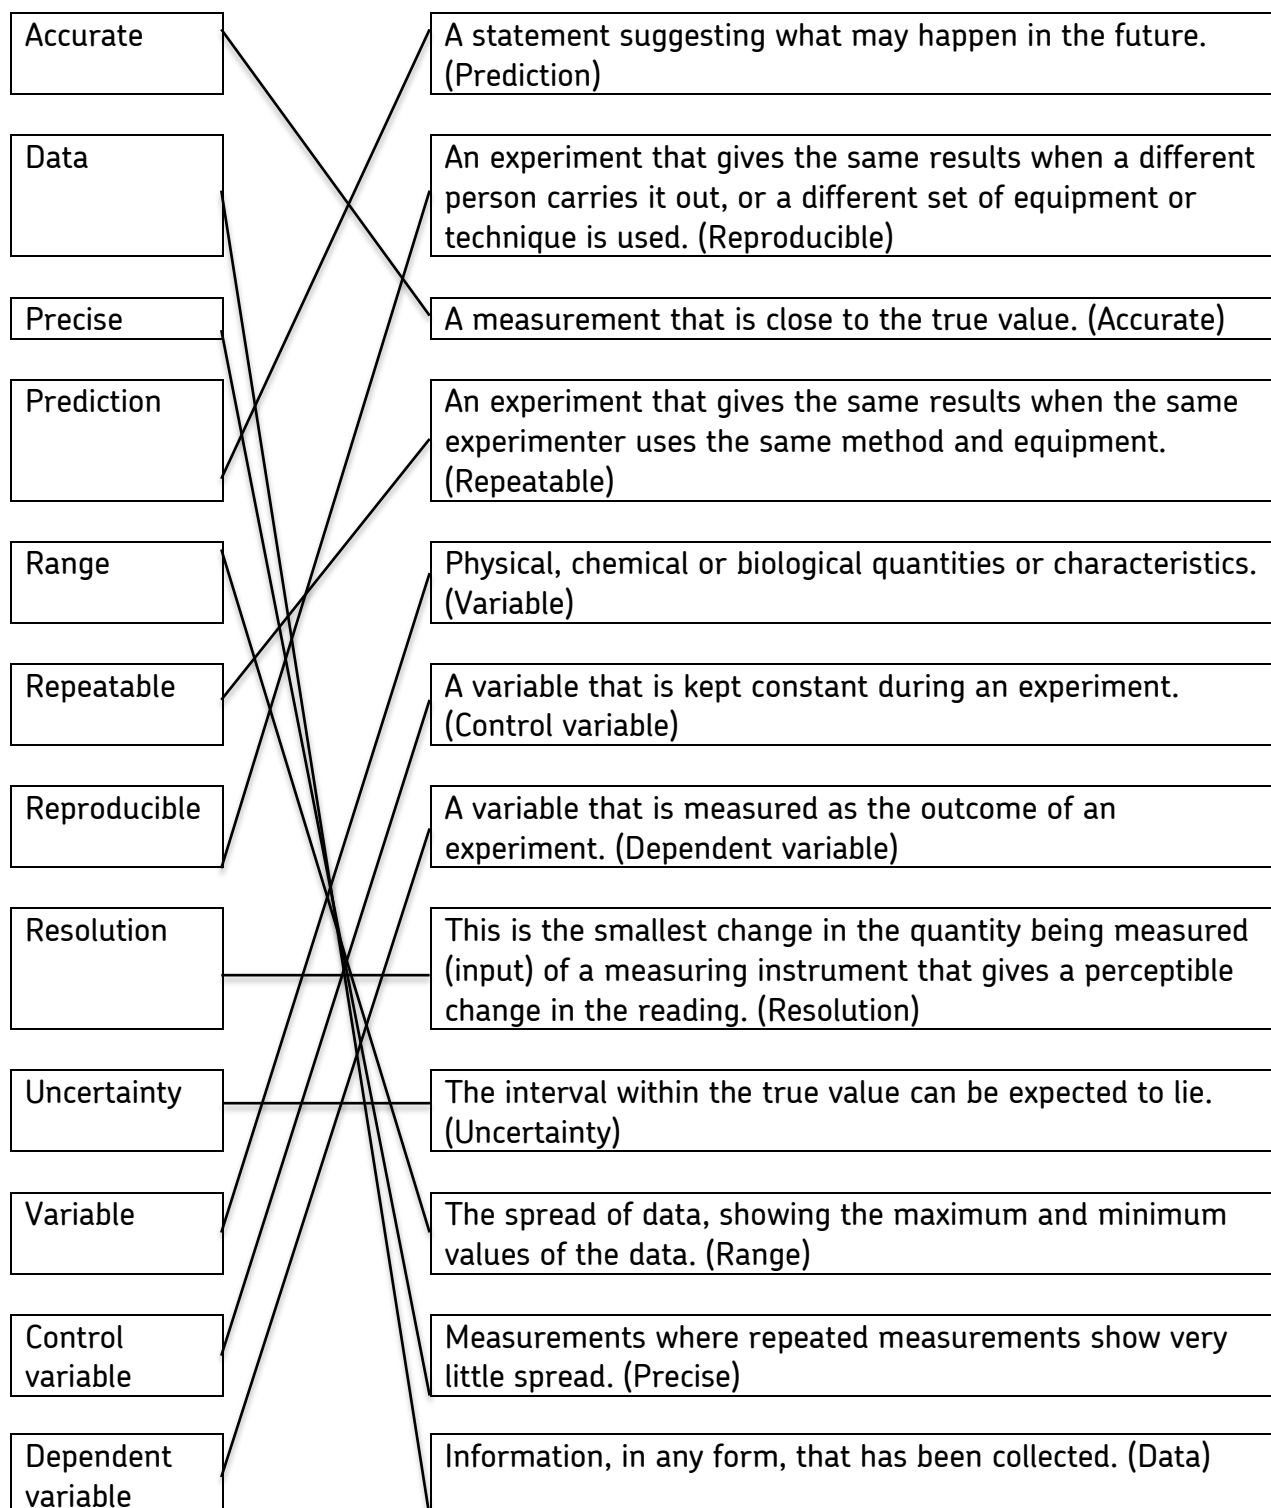 Accurate
A statement suggesting what may happen in the future.
(Prediction)
Data
An experiment that gives the same results when a different
person carries it out, or a different set of equipment or
technique is used. (Reproducible)
Precise
A measurement that is close to the true value. (Accurate)
Prediction
An experiment that gives the same results when the same
experimenter uses the same method and equipment.
(Repeatable)
Range
Physical, chemical or biological quantities or characteristics.
(Variable)
Repeatable
A variable that is kept constant during an experiment.
(Control variable)
Reproducible
A variable that is measured as the outcome of an
experiment. (Dependent variable)
Resolution
This is the smallest change in the quantity being measured
(input) of a measuring instrument that gives a perceptible
change in the reading. (Resolution)
Uncertainty
The interval within the true value can be expected to lie.
(Uncertainty)
Variable
The spread of data, showing the maximum and minimum
values of the data. (Range)
Control
variable
Measurements where repeated measurements show very
little spread. (Precise)
Dependent
variable
Information, in any form, that has been collected. (Data)